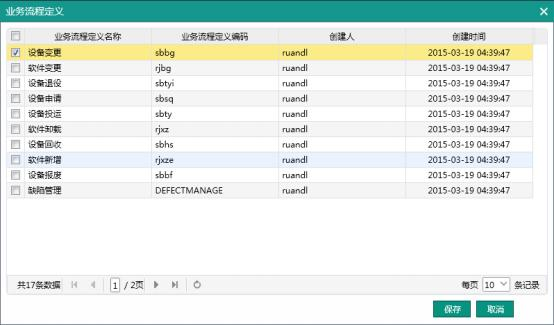 业务流程定义
业务流程定义名称 业务流程定义编码 创建人 创建时间
设备变更 sbbg ruandl 2015-03-19 04:39:47
软件变更 rjbg ruandl 2015-03-19 04:39:47
设备退役 sbtyi ruandl 2015-03-19 04:39:47
设备申请 sbsq ruandl 2015-03-19 04:39:47
设备投运 sbty ruandl 2015-03-19 04:39:47
软件卸载 rjxz ruandl 2015-03-19 04:39:47
设备回收 sbhs ruandl 2015-03-19 04:39:47
软件新增 rjxze ruandl 2015-03-19 04:39:47
设备报废 sbbf ruandl 2015-03-19 04:39:47
缺陷管理 DEFECTMANAGE ruandl 2015-03-19 04:39:47
共17条数据 1 / 2页 每页 10 条记录
保存 取消